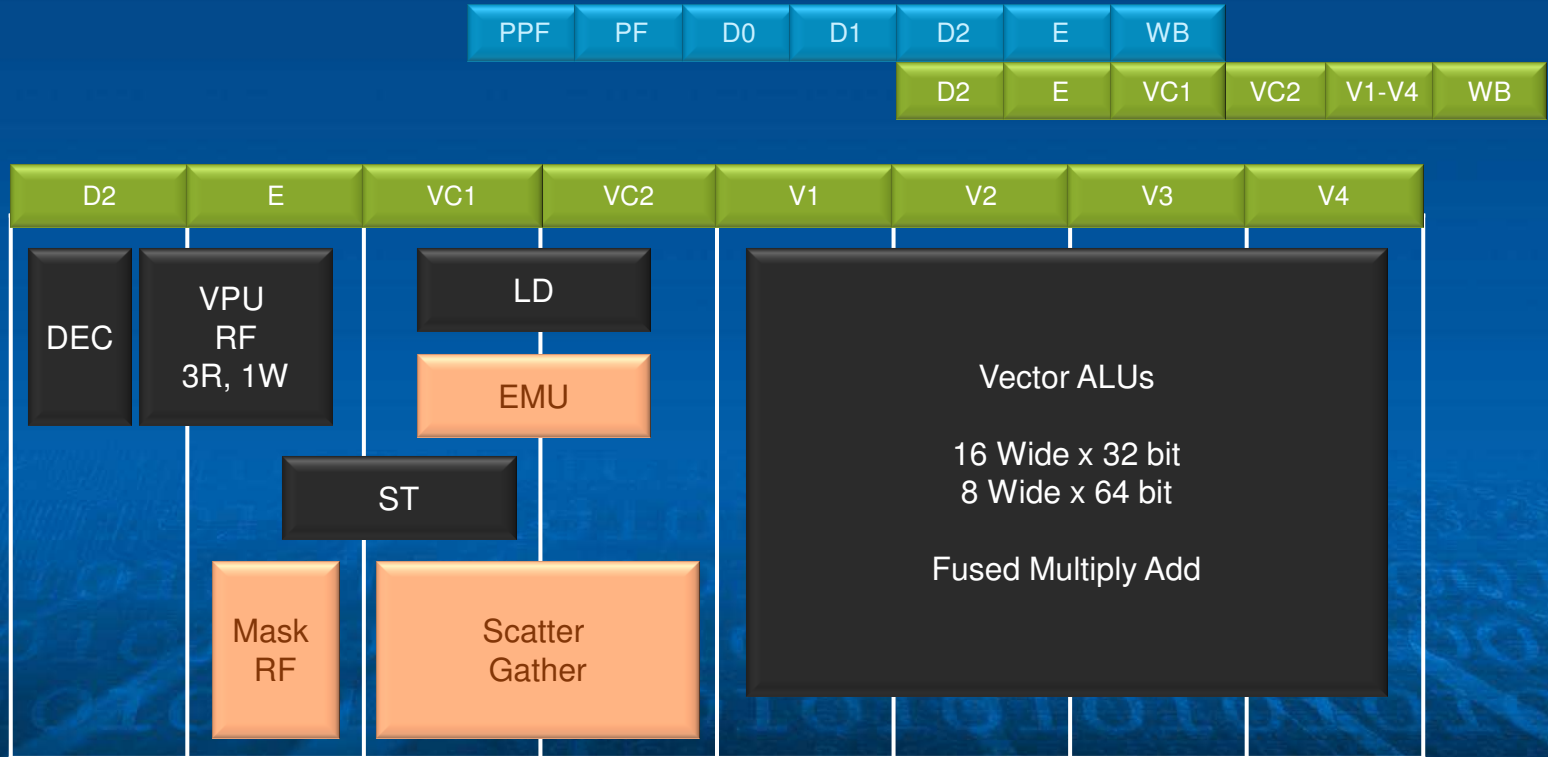 PPF PF D0 D1 D2 E WB
D2 E VC1 VC2 V1-V4 WB
D2 E VC1 VC2 V1 V2 V3 V4
DEC
VPU
RF
3R, 1W
LD
EMU
ST
Mask
RF
Scatter
Gather
Vector ALUs
16 Wide x 32 bit
8 Wide x 64 bit
Fused Multiply Add